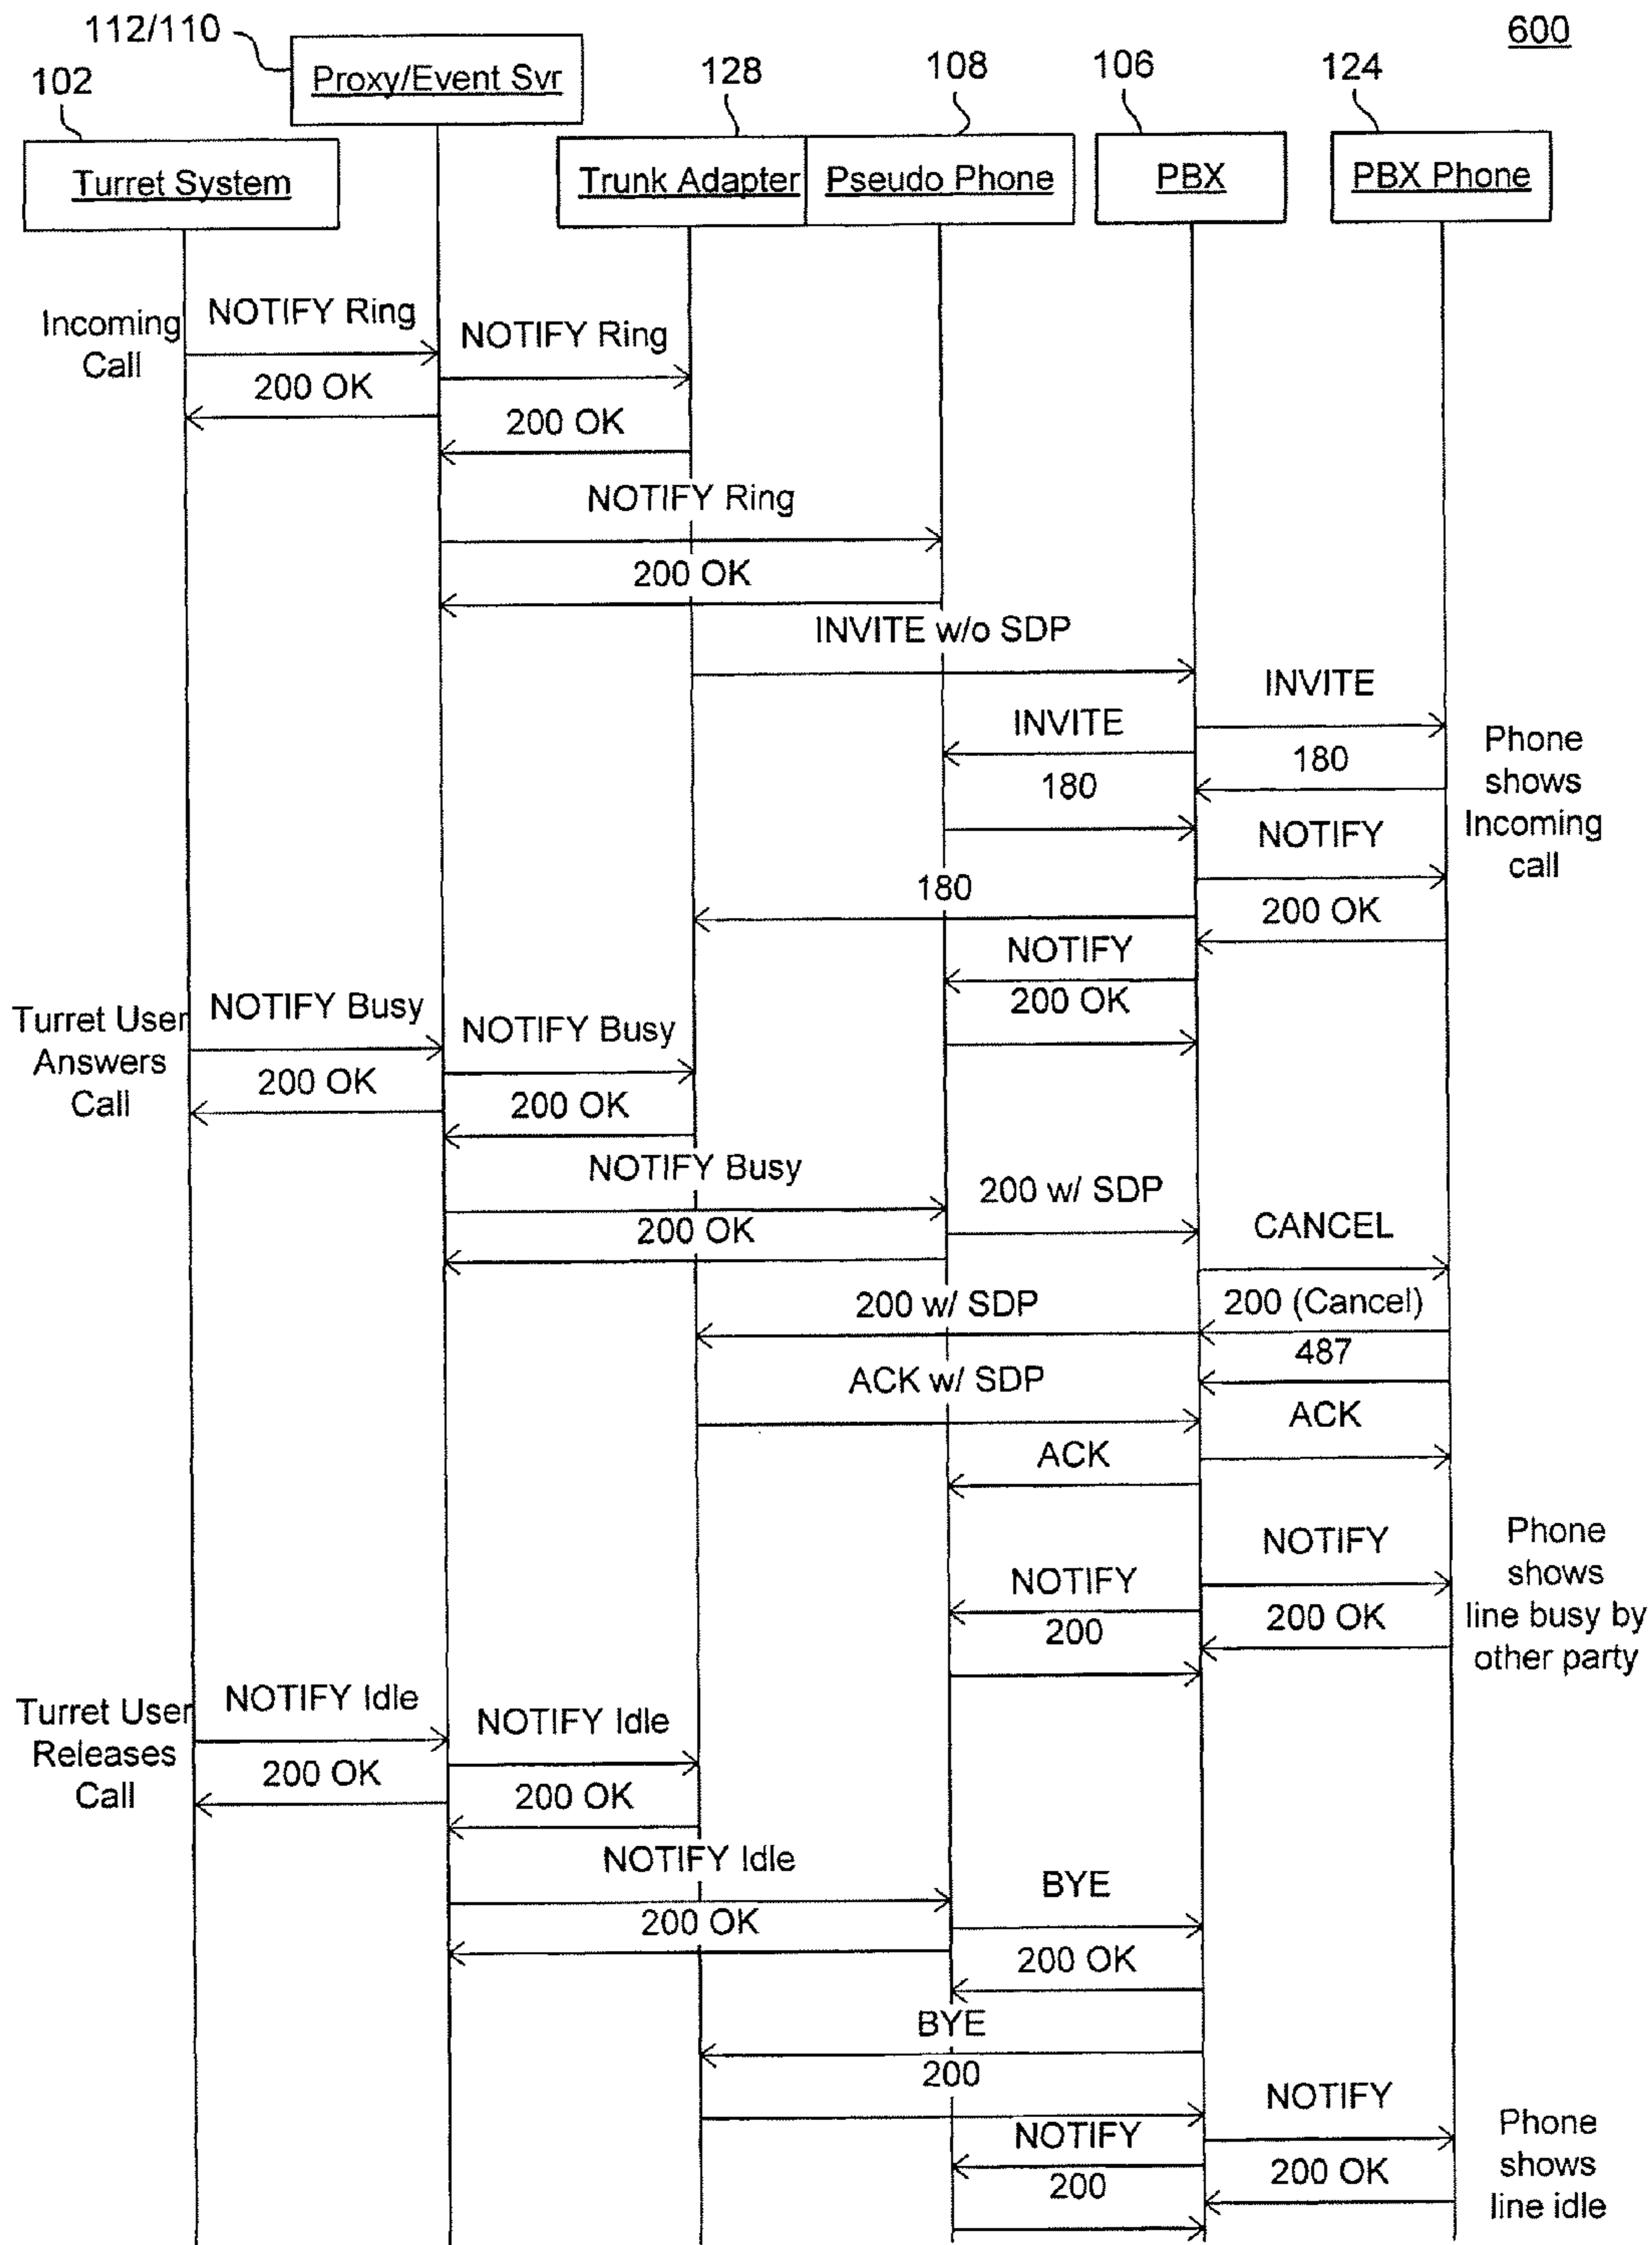 112/110
600
102
Proxy/Event Svr
128
108
106
124
Turret System
Trunk Adapter
Pseudo Phone
PBX
PBX Phone
Incoming
Call
NOTIFY Ring
NOTIFY Ring
200 OK
200 OK
NOTIFY Ring
200 OK
INVITE w/o SDP
INVITE
INVITE
180
180
Phone
shows
Incoming
call
NOTIFY
180
200 OK
NOTIFY
200 OK
Turret User
Answers
Call
NOTIFY Busy
NOTIFY Busy
200 OK
200 OK
NOTIFY Busy
200 w/ SDP
200 OK
CANCEL
200 w/ SDP
200 (Cancel)
487
ACK w/ SDP
ACK
ACK
NOTIFY
Phone
shows
line busy by
other party
NOTIFY
200 OK
200
Turret User
Releases
Call
NOTIFY Idle
NOTIFY Idle
200 OK
200 OK
NOTIFY Idle
BYE
200 OK
200 OK
BYE
200
NOTIFY
NOTIFY
200 OK
200
Phone
shows
line idle